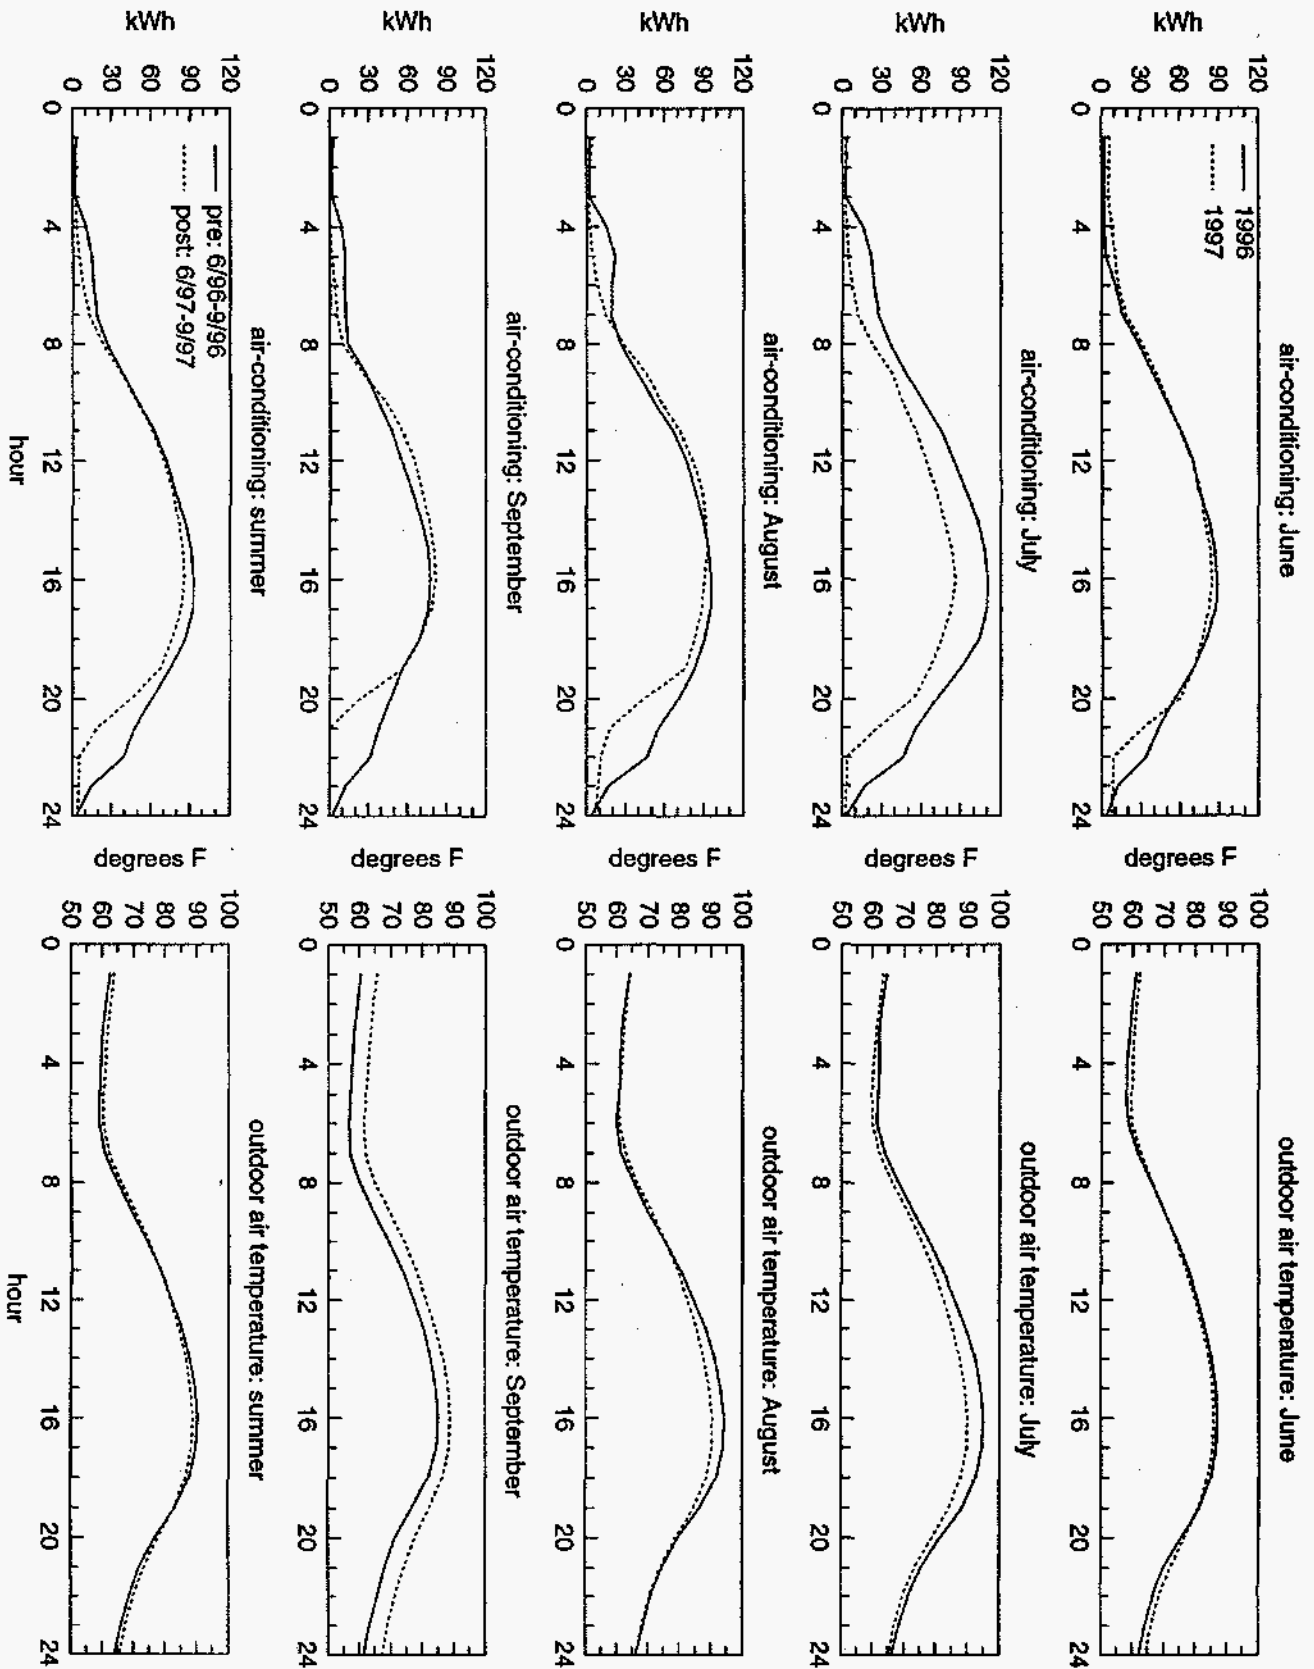 air-conditioning: June
kWh
120
90
60
30
0
1996
1997
0 4 8 12 16 20 24
outdoor air temperature: June
degrees F
100
90
80
70
60
50
0 4 8 12 16 20 24
air-conditioning: July
kWh
120
90
60
30
0
0 4 8 12 16 20 24
outdoor air temperature: July
degrees F
100
90
80
70
60
50
0 4 8 12 16 20 24
air-conditioning: August
kWh
120
90
60
30
0
0 4 8 12 16 20 24
outdoor air temperature: August
degrees F
100
90
80
70
60
50
0 4 8 12 16 20 24
air-conditioning: September
kWh
120
90
60
30
0
0 4 8 12 16 20 24
outdoor air temperature: September
degrees F
100
90
80
70
60
50
0 4 8 12 16 20 24
air-conditioning: summer
kWh
120
90
60
30
0
pre: 6/96-9/96
post: 6/97-9/97
0 4 8 12 16 20 24
hour
outdoor air temperature: summer
degrees F
100
90
80
70
60
50
0 4 8 12 16 20 24
hour